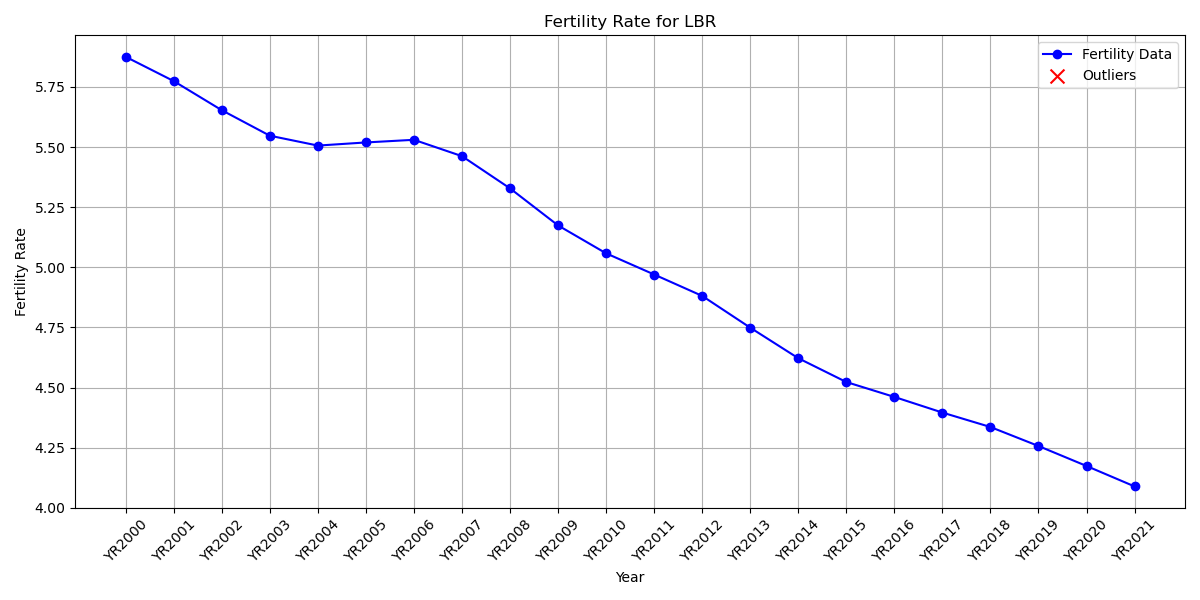 Fertility Rate for LBR
Fertility Data
Outliers
Fertility Rate
5.75
5.50
5.25
5.00
4.75
4.50
4.25
4.00
YR2000
YR2001
YR2002
YR2003
YR2004
YR2005
YR2006
YR2007
YR2008
YR2009
YR2010
YR2011
YR2012
YR2013
YR2014
YR2015
YR2016
YR2017
YR2018
YR2019
YR2020
YR2021
Year